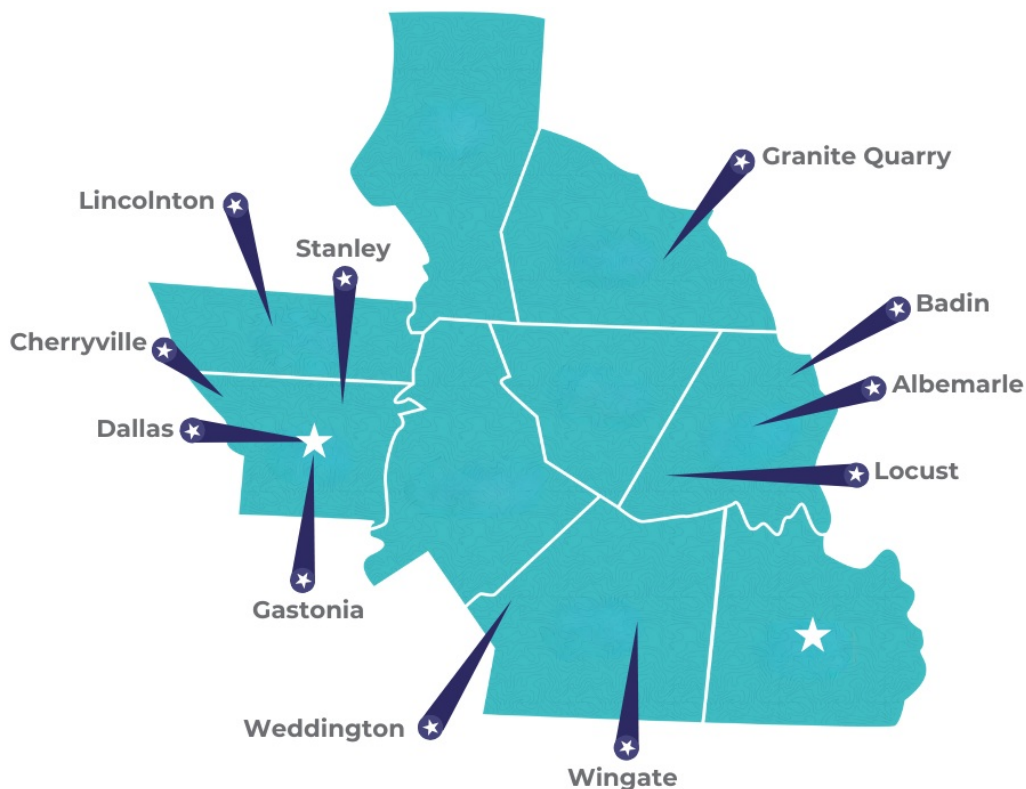 Granite Quarry
Lincolnton
Stanley
Badin
Cherryville
Albemarle
Dallas
Locust
Gastonia
Weddington
Wingate